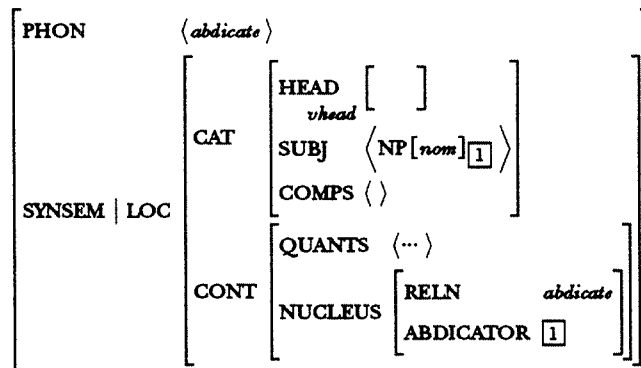 PHON ⟨abdicate⟩
HEAD [ ]
vhead
CAT SUBJ ⟨NP[nom] 1⟩
COMPS ⟨⟩
SYNSEM | LOC
QUANTS ⟨···⟩
CONT NUCLEUS RELN abdicate
ABDICATOR 1